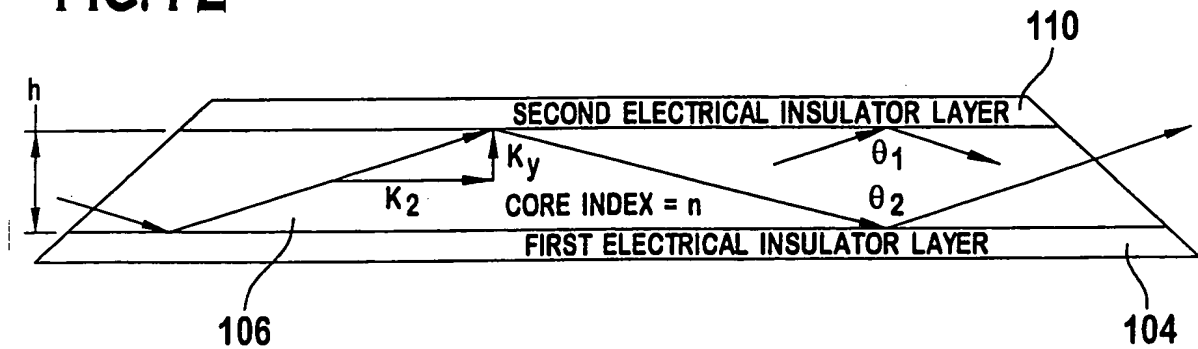 110
h
SECOND ELECTRICAL INSULATOR LAYER
Ky
θ1
K2
CORE INDEX = n
θ2
FIRST ELECTRICAL INSULATOR LAYER
106
104